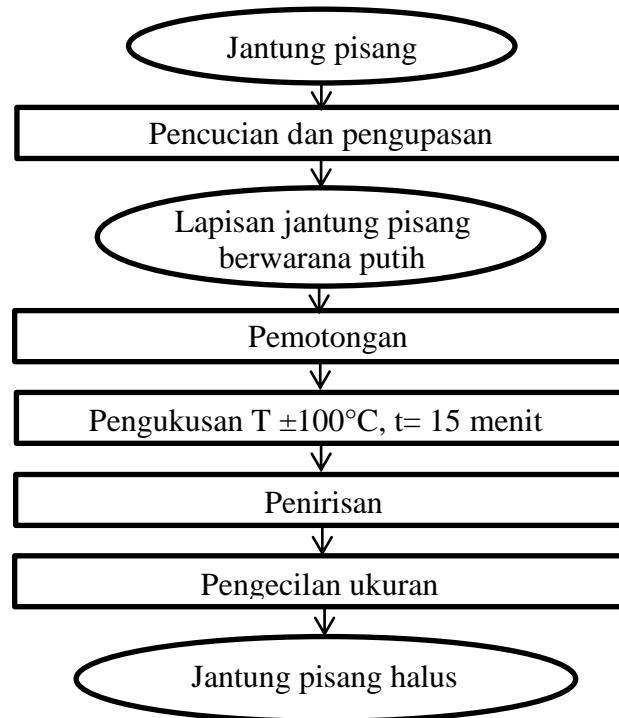 Jantung pisang
Pencucian dan pengupasan
Lapisan jantung pisang
berwarana putih
Pemotongan
Pengukusan T ±100°C, t= 15 menit
Penirisan
Pengecilan ukuran
Jantung pisang halus